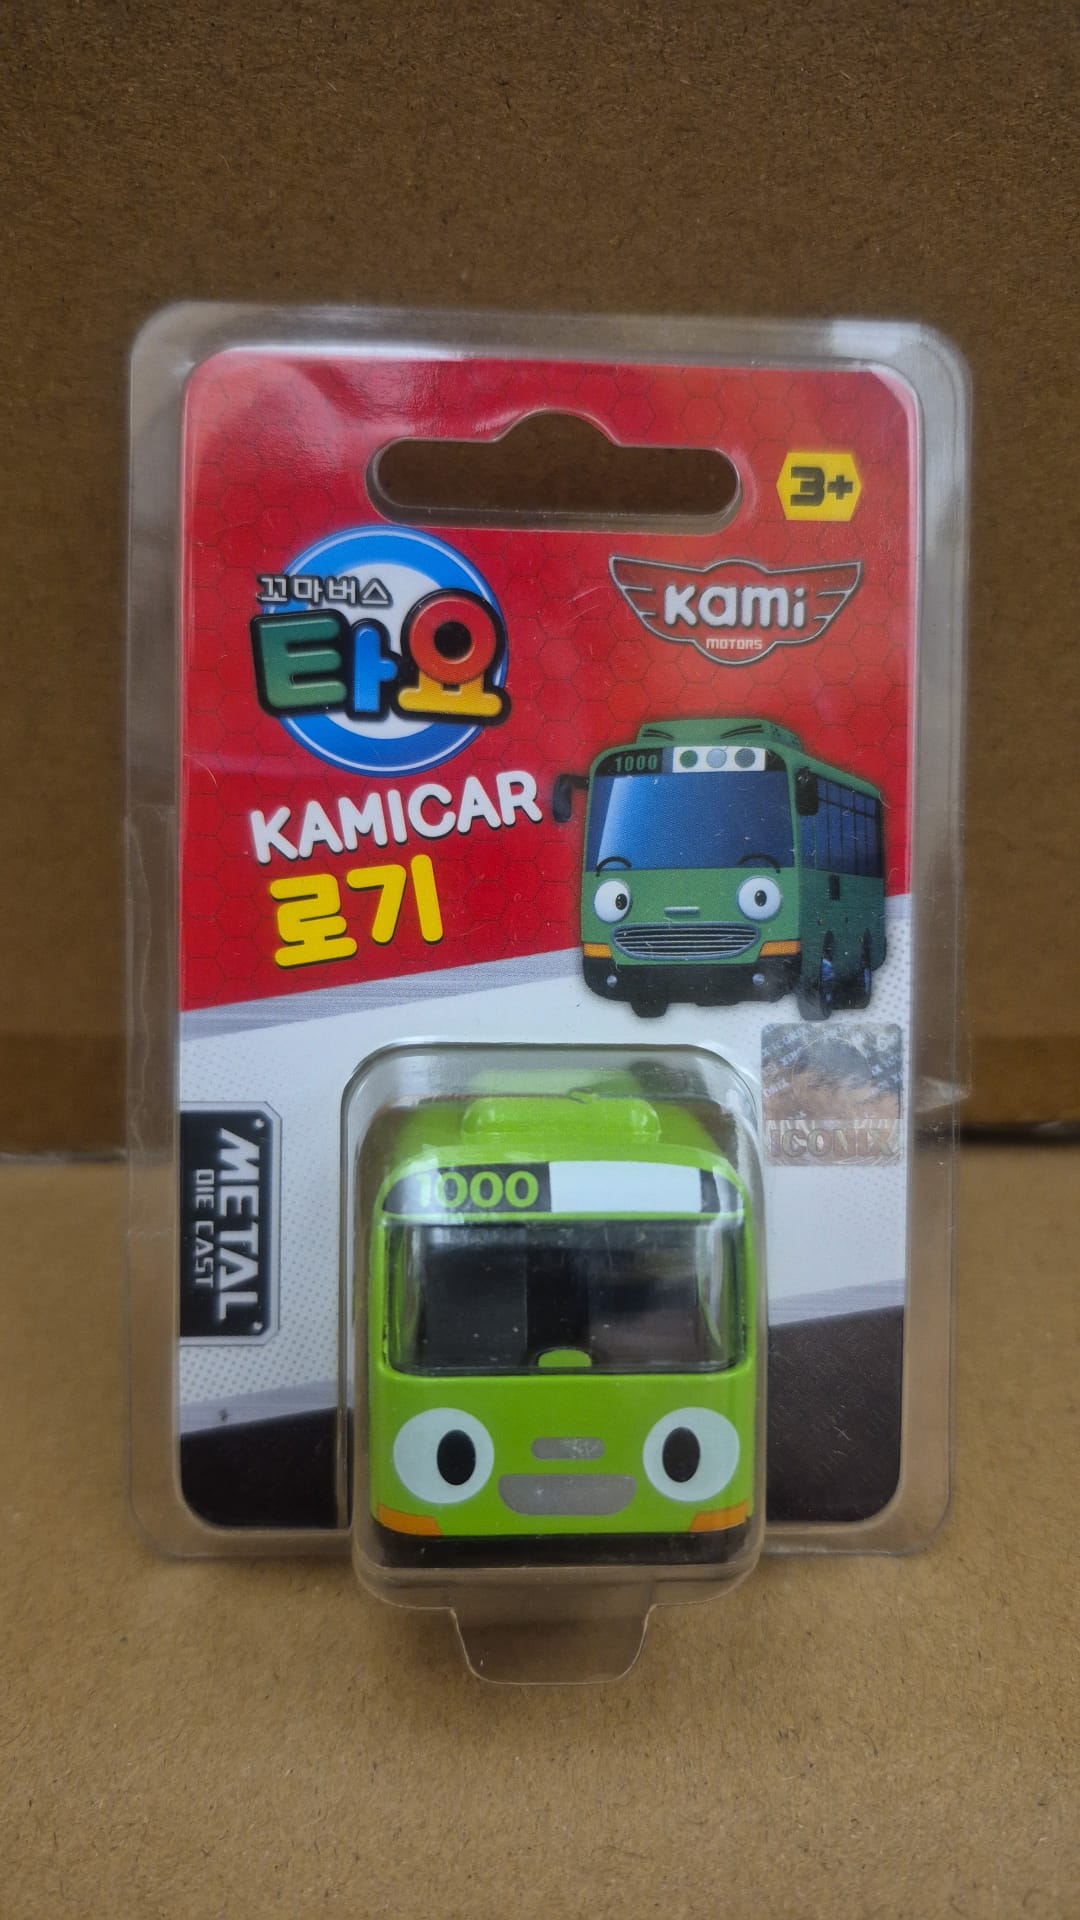 3+
꼬마버스
타요
Kami
MOTORS
KAMICAR
로기
1000
ICONIX
METAL
DIE CAST
1000